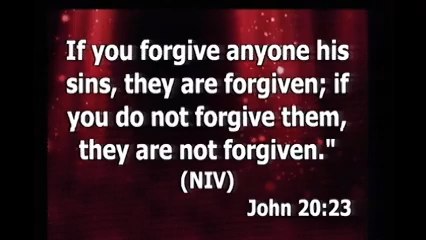 If you forgive anyone his
sins, they are forgiven; if
you do not forgive them,
they are not forgiven."
(NIV)
John 20:23